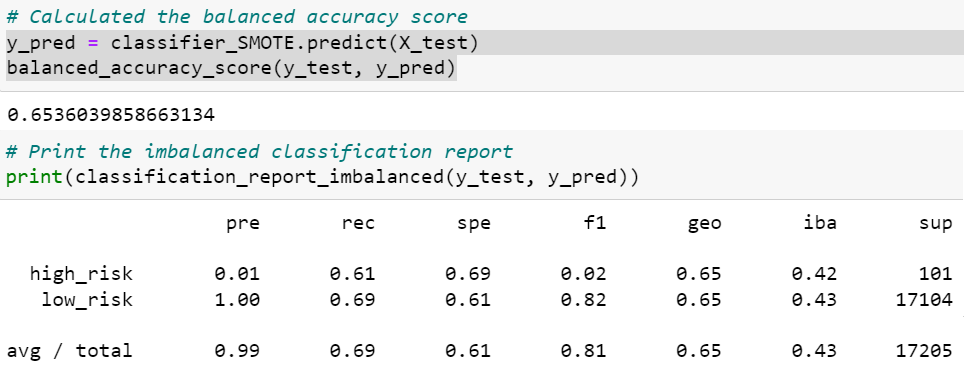 # Calculated the balanced accuracy score
y_pred = classifier_SMOTE.predict(X_test)
balanced_accuracy_score(y_test, y_pred)
0.6536039858663134
# Print the imbalanced classification report
print(classification_report_imbalanced(y_test, y_pred))
pre rec spe f1 geo iba sup
high_risk 0.01 0.61 0.69 0.02 0.65 0.42 101
low_risk 1.00 0.69 0.61 0.82 0.65 0.43 17104
avg / total 0.99 0.69 0.61 0.81 0.65 0.43 17205